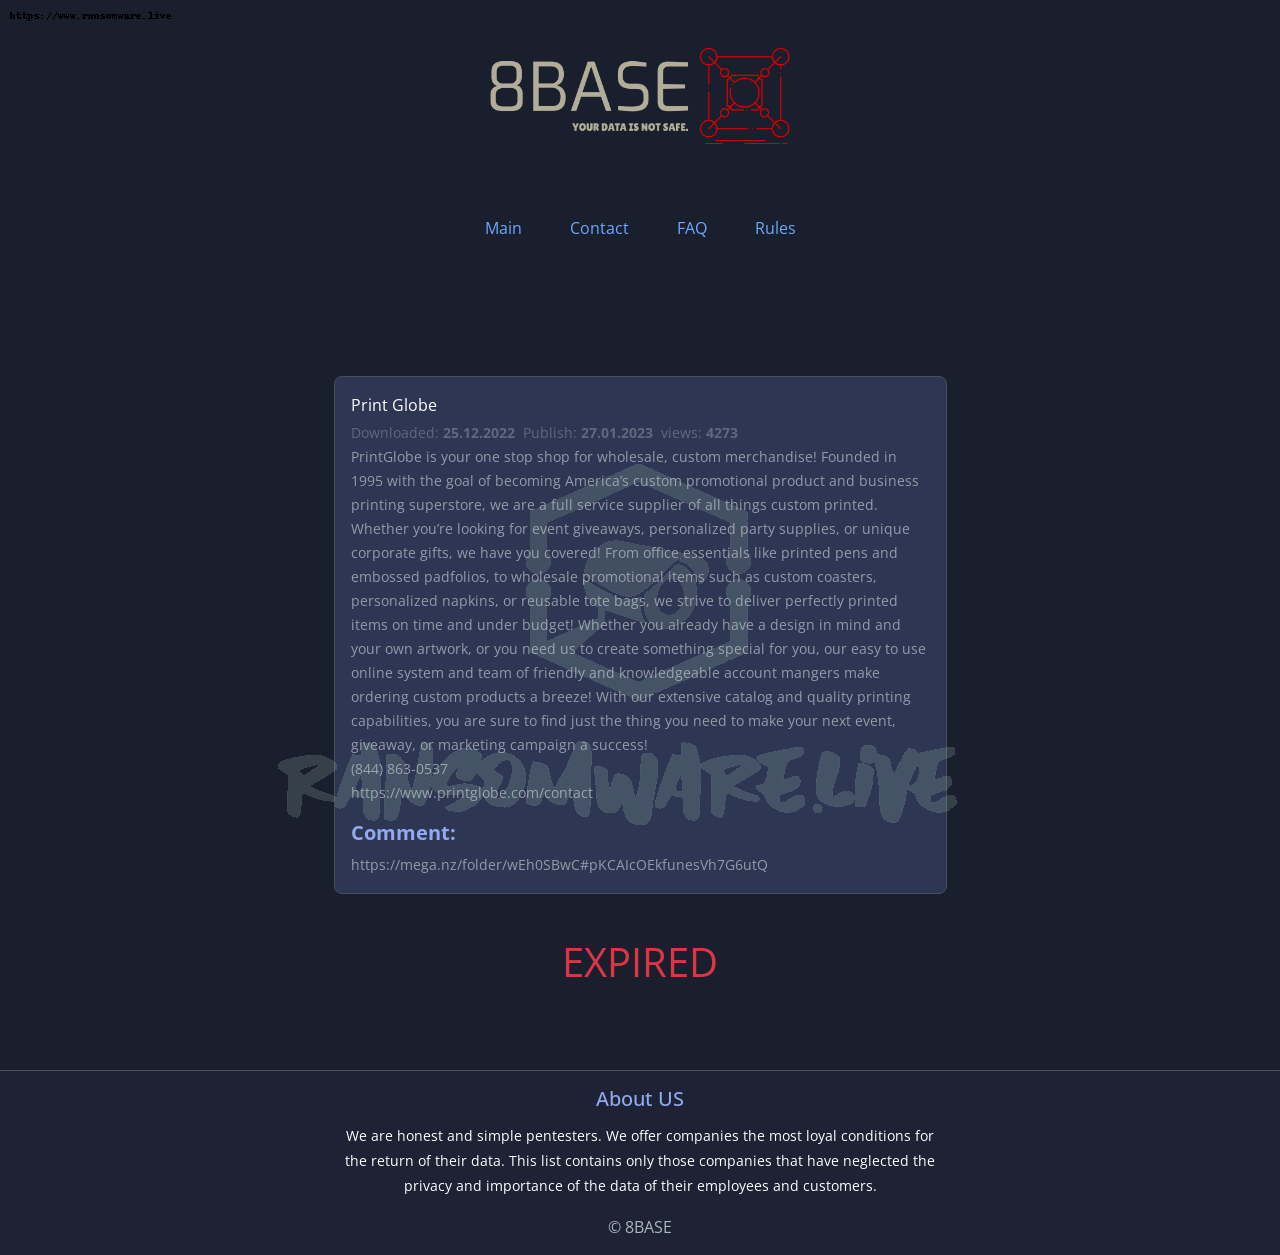 https://www.ransomware.live
8BASE
YOUR DATA IS NOT SAFE.
Main Contact FAQ Rules
Print Globe
Downloaded: 25.12.2022 Publish: 27.01.2023 views: 4273
PrintGlobe is your one stop shop for wholesale, custom merchandise! Founded in
1995 with the goal of becoming America’s custom promotional product and business
printing superstore, we are a full service supplier of all things custom printed.
Whether you’re looking for event giveaways, personalized party supplies, or unique
corporate gifts, we have you covered! From office essentials like printed pens and
embossed padfolios, to wholesale promotional items such as custom coasters,
personalized napkins, or reusable tote bags, we strive to deliver perfectly printed
items on time and under budget! Whether you already have a design in mind and
your own artwork, or you need us to create something special for you, our easy to use
online system and team of friendly and knowledgeable account mangers make
ordering custom products a breeze! With our extensive catalog and quality printing
capabilities, you are sure to find just the thing you need to make your next event,
giveaway, or marketing campaign a success!
(844) 863-0537
RANSOMWARE.LIVE
https://www.printglobe.com/contact
Comment:
https://mega.nz/folder/wEh0SBwC#pKCAIcOEkfunesVh7G6utQ
EXPIRED
About US
We are honest and simple pentesters. We offer companies the most loyal conditions for
the return of their data. This list contains only those companies that have neglected the
privacy and importance of the data of their employees and customers.
© 8BASE